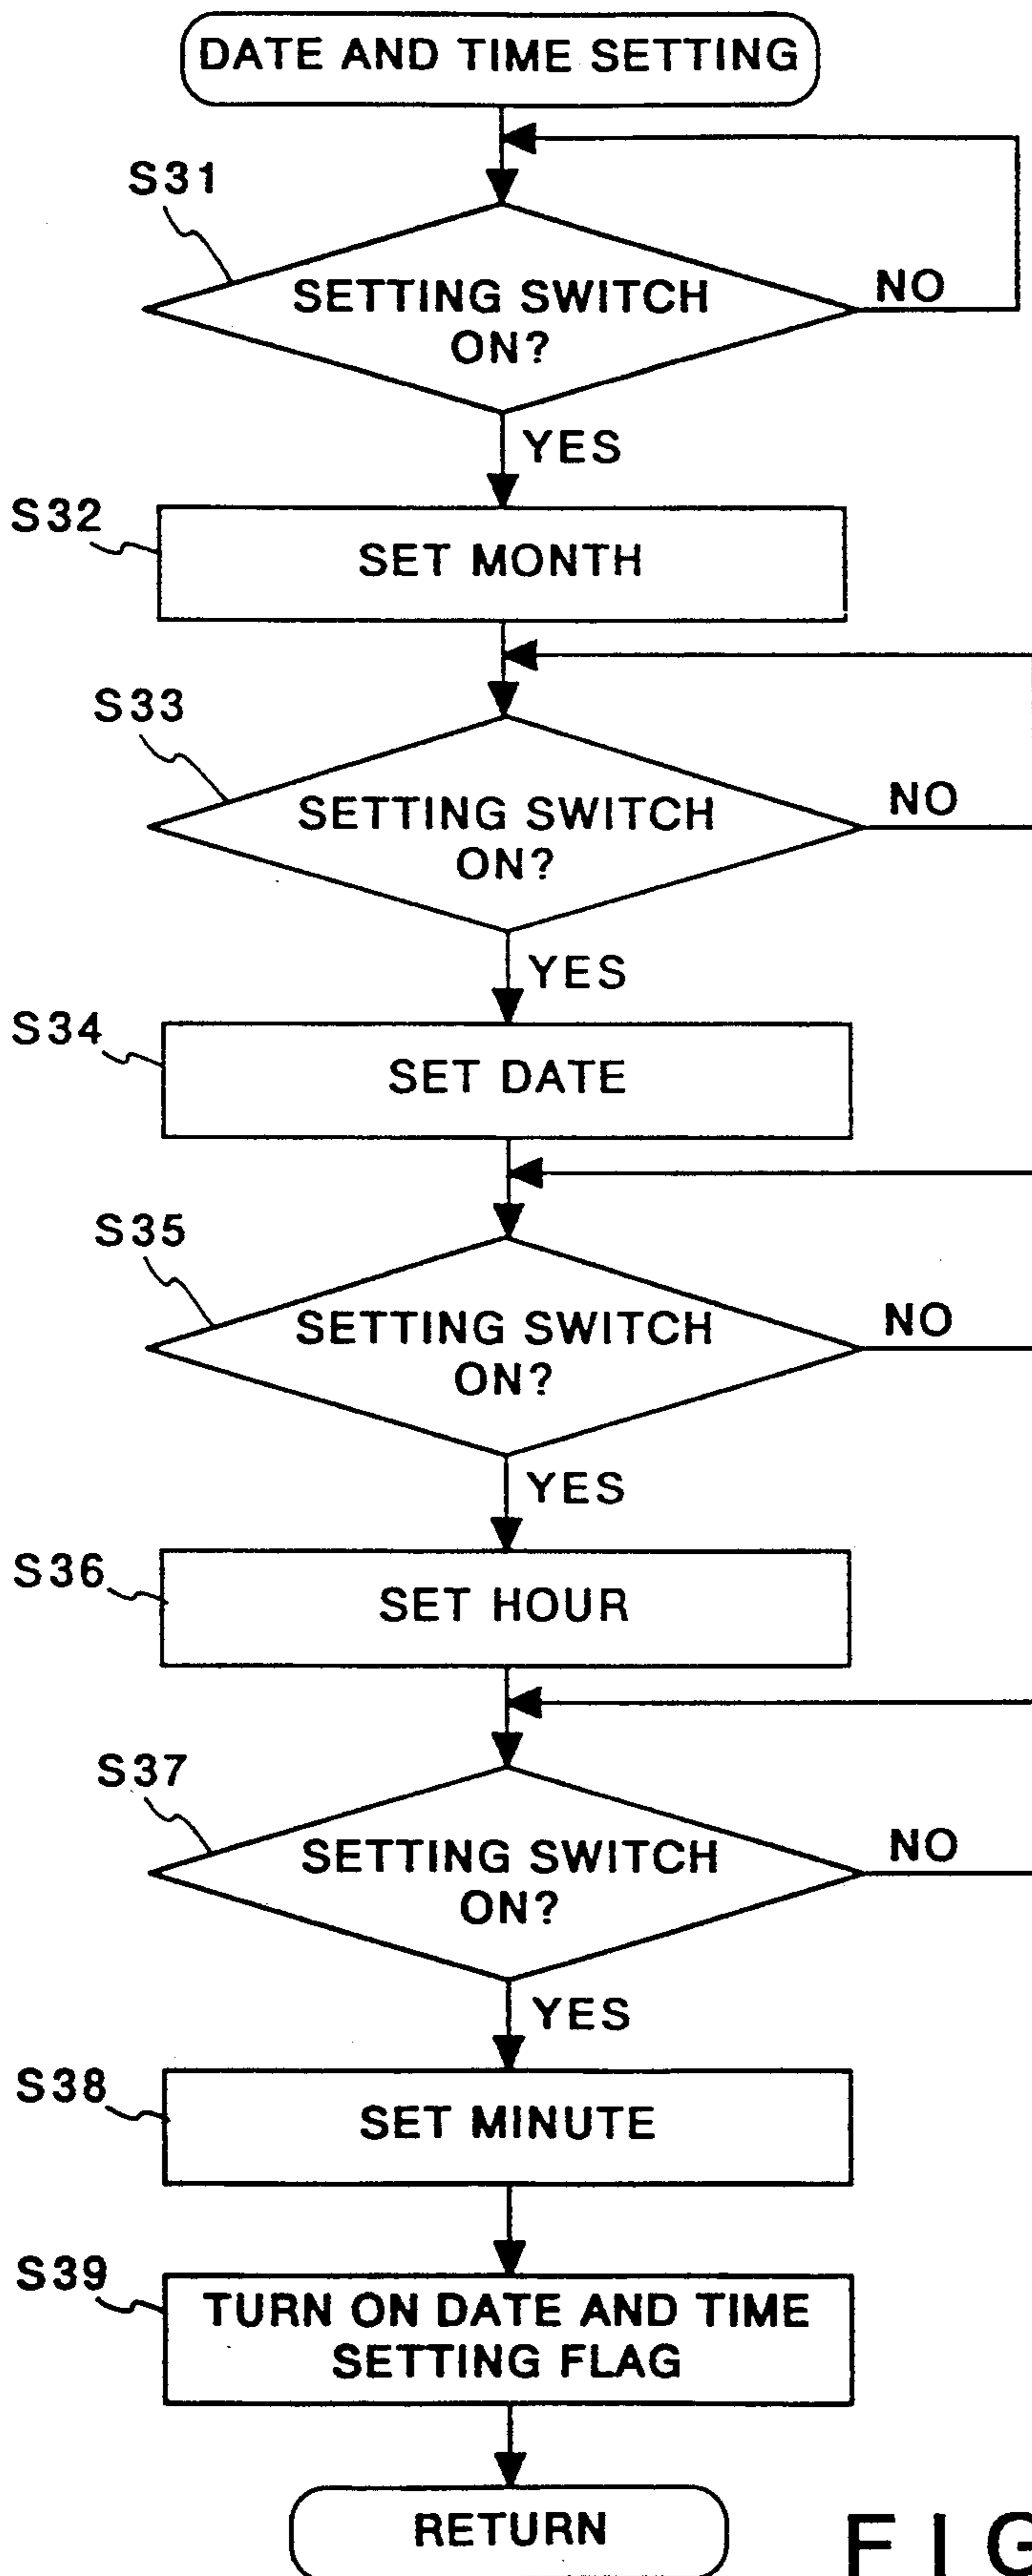 DATE AND TIME SETTING
S31
SETTING SWITCH
ON?
NO
YES
S32
SET MONTH
S33
SETTING SWITCH
ON?
NO
YES
S34
SET DATE
S35
SETTING SWITCH
ON?
NO
YES
S36
SET HOUR
S37
SETTING SWITCH
ON?
NO
YES
S38
SET MINUTE
S39
TURN ON DATE AND TIME
SETTING FLAG
RETURN
FIG